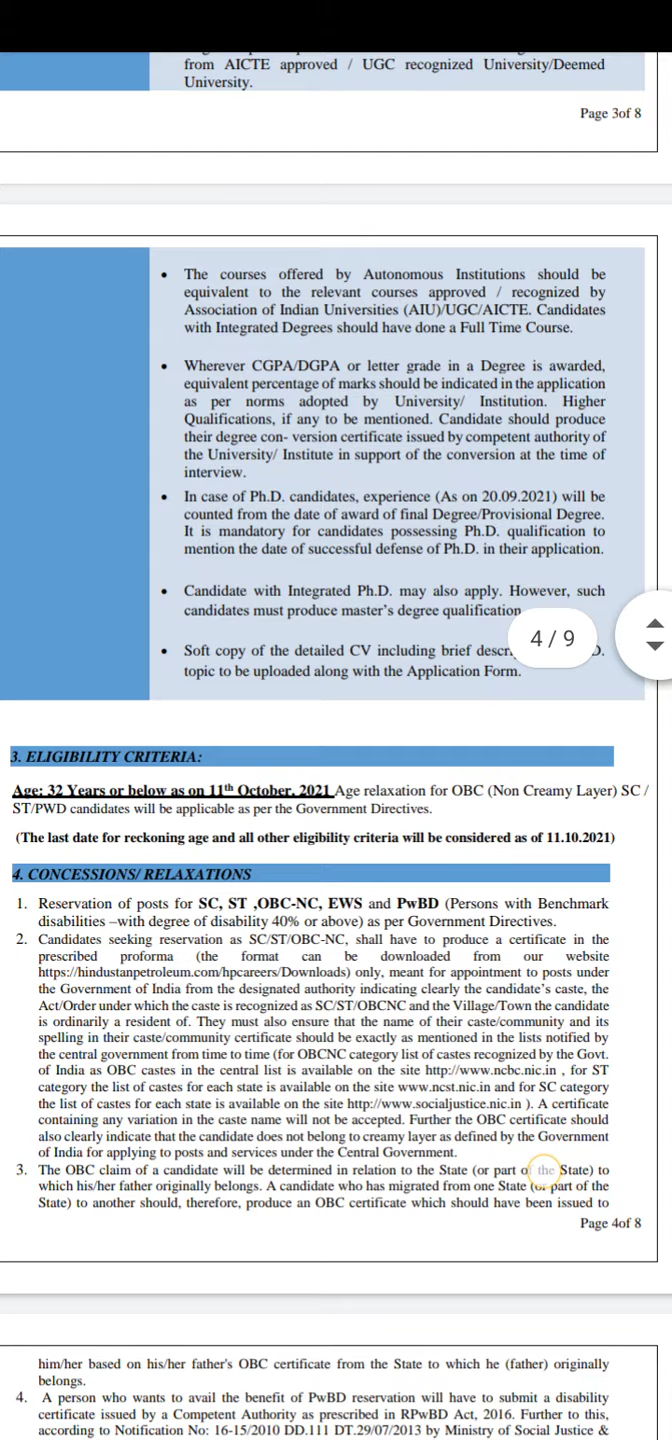 from AICTE approved / UGC recognized University/Deemed
University.
Page 3of 8
• The courses offered by Autonomous Institutions should be
equivalent to the relevant courses approved / recognized by
Association of Indian Universities (AIU)/UGC/AICTE. Candidates
with Integrated Degrees should have done a Full Time Course.
• Wherever CGPA/DGPA or letter grade in a Degree is awarded,
equivalent percentage of marks should be indicated in the application
as per norms adopted by University/ Institution. Higher
Qualifications, if any to be mentioned. Candidate should produce
their degree con- version certificate issued by competent authority of
the University/ Institute in support of the conversion at the time of
interview.
• In case of Ph.D. candidates, experience (As on 20.09.2021) will be
counted from the date of award of final Degree/Provisional Degree.
It is mandatory for candidates possessing Ph.D. qualification to
mention the date of successful defense of Ph.D. in their application.
• Candidate with Integrated Ph.D. may also apply. However, such
candidates must produce master's degree qualification
4 / 9
• Soft copy of the detailed CV including brief
topic to be uploaded along with the Application Form.
3. ELIGIBILITY CRITERIA:
Age: 32 Years or below as on 11th October, 2021 Age relaxation for OBC (Non Creamy Layer) SC /
ST/PWD candidates will be applicable as per the Government Directives.
(The last date for reckoning age and all other eligibility criteria will be considered as of 11.10.2021)
4. CONCESSIONS/ RELAXATIONS
1. Reservation of posts for SC, ST ,OBC-NC, EWS and PwBD (Persons with Benchmark
disabilities –with degree of disability 40% or above) as per Government Directives.
2. Candidates seeking reservation as SC/ST/OBC-NC, shall have to produce a certificate in the
prescribed proforma (the format can be downloaded from our website
https://hindustanpetroleum.com/hpcareers/Downloads) only, meant for appointment to posts under
the Government of India from the designated authority indicating clearly the candidate's caste, the
Act/Order under which the caste is recognized as SC/ST/OBCNC and the Village/Town the candidate
is ordinarily a resident of. They must also ensure that the name of their caste/community and its
spelling in their caste/community certificate should be exactly as mentioned in the lists notified by
the central government from time to time (for OBCNC category list of castes recognized by the Govt.
of India as OBC castes in the central list is available on the site http://www.ncbc.nic.in , for ST
category the list of castes for each state is available on the site www.ncst.nic.in and for SC category
the list of castes for each state is available on the site http://www.socialjustice.nic.in ). A certificate
containing any variation in the caste name will not be accepted. Further the OBC certificate should
also clearly indicate that the candidate does not belong to creamy layer as defined by the Government
of India for applying to posts and services under the Central Government.
3. The OBC claim of a candidate will be determined in relation to the State (or part of the State) to
which his/her father originally belongs. A candidate who has migrated from one State (or part of the
State) to another should, therefore, produce an OBC certificate which should have been issued to
Page 4of 8
him/her based on his/her father's OBC certificate from the State to which he (father) originally
belongs.
4. A person who wants to avail the benefit of PwBD reservation will have to submit a disability
certificate issued by a Competent Authority as prescribed in RPwBD Act, 2016. Further to this,
according to Notification No: 16-15/2010 DD.111 DT.29/07/2013 by Ministry of Social Justice &